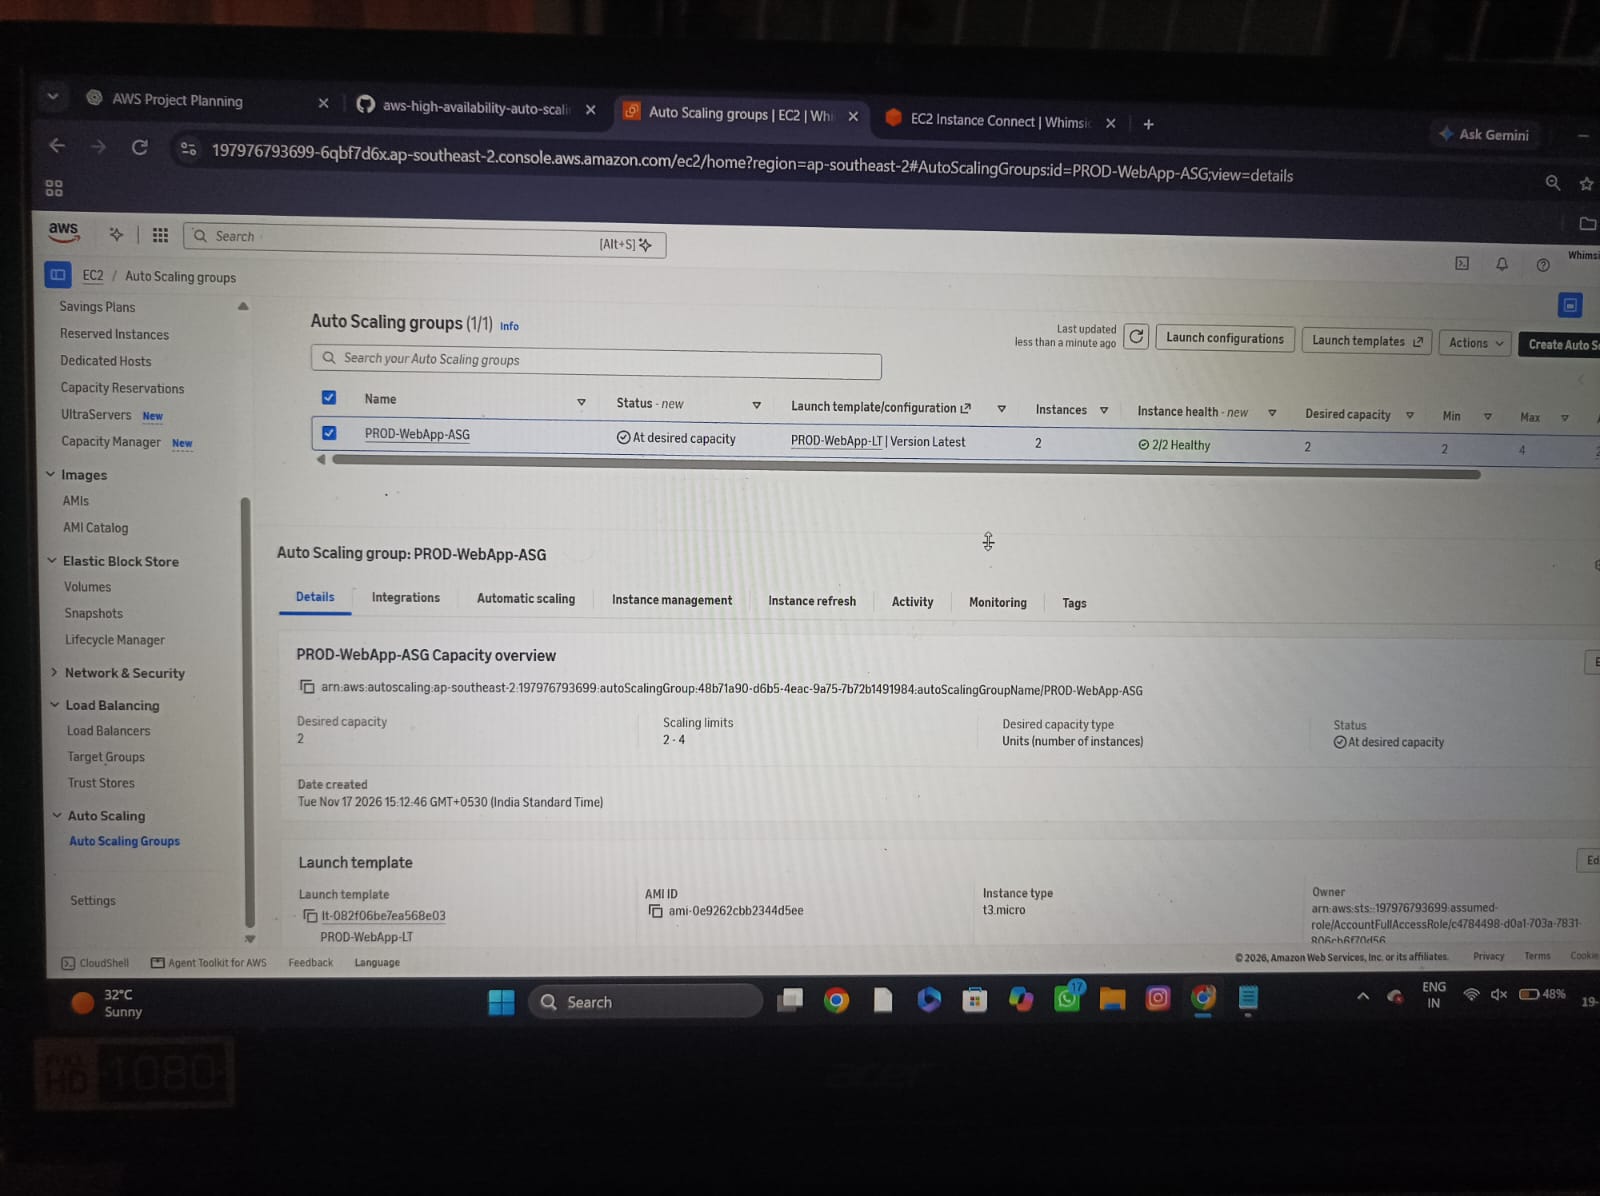 AWS Project Planning
aws-high-availability-auto-scali
Auto Scaling groups | EC2 | Whi
EC2 Instance Connect | Whimsi
Ask Gemini
197976793699-6qbf7d6x.ap-southeast-2.console.aws.amazon.com/ec2/home?region=ap-southeast-2#AutoScalingGroups:id=PROD-WebApp-ASG;view=details
aws
Search
[Alt+S]
Whimsi
EC2 / Auto Scaling groups
Savings Plans
Reserved Instances
Dedicated Hosts
Capacity Reservations
UltraServers New
Capacity Manager New
Images
AMIs
AMI Catalog
Elastic Block Store
Volumes
Snapshots
Lifecycle Manager
Network & Security
Load Balancing
Load Balancers
Target Groups
Trust Stores
Auto Scaling
Auto Scaling Groups
Settings
Auto Scaling groups (1/1) Info
Last updated
less than a minute ago
Launch configurations
Launch templates
Actions
Create Auto S
Search your Auto Scaling groups
Name Status - new Launch template/configuration Instances Instance health - new Desired capacity Min Max
PROD-WebApp-ASG At desired capacity PROD-WebApp-LT | Version Latest 2 2/2 Healthy 2 2 4
Auto Scaling group: PROD-WebApp-ASG
Details Integrations Automatic scaling Instance management Instance refresh Activity Monitoring Tags
PROD-WebApp-ASG Capacity overview
arn:aws:autoscaling:ap-southeast-2:197976793699:autoScalingGroup:48b71a90-d6b5-4eac-9a75-7b72b1491984:autoScalingGroupName/PROD-WebApp-ASG
Desired capacity
2
Scaling limits
2 - 4
Desired capacity type
Units (number of instances)
Status
At desired capacity
Date created
Tue Nov 17 2026 15:12:46 GMT+0530 (India Standard Time)
Launch template
Ed
Launch template
lt-082f06be7ea568e03
PROD-WebApp-LT
AMI ID
ami-0e9262cbb2344d5ee
Instance type
t3.micro
Owner
arn:aws:sts::197976793699:assumed-
role/AccountFullAccessRole/c4784498-d0a1-703a-7831-
806cb6f70d56
CloudShell Agent Toolkit for AWS Feedback Language
© 2026, Amazon Web Services, Inc. or its affiliates. Privacy Terms Cookie
32°C
Sunny
Search
17
ENG
IN
48%
19-
FULL
HD 1080
acer